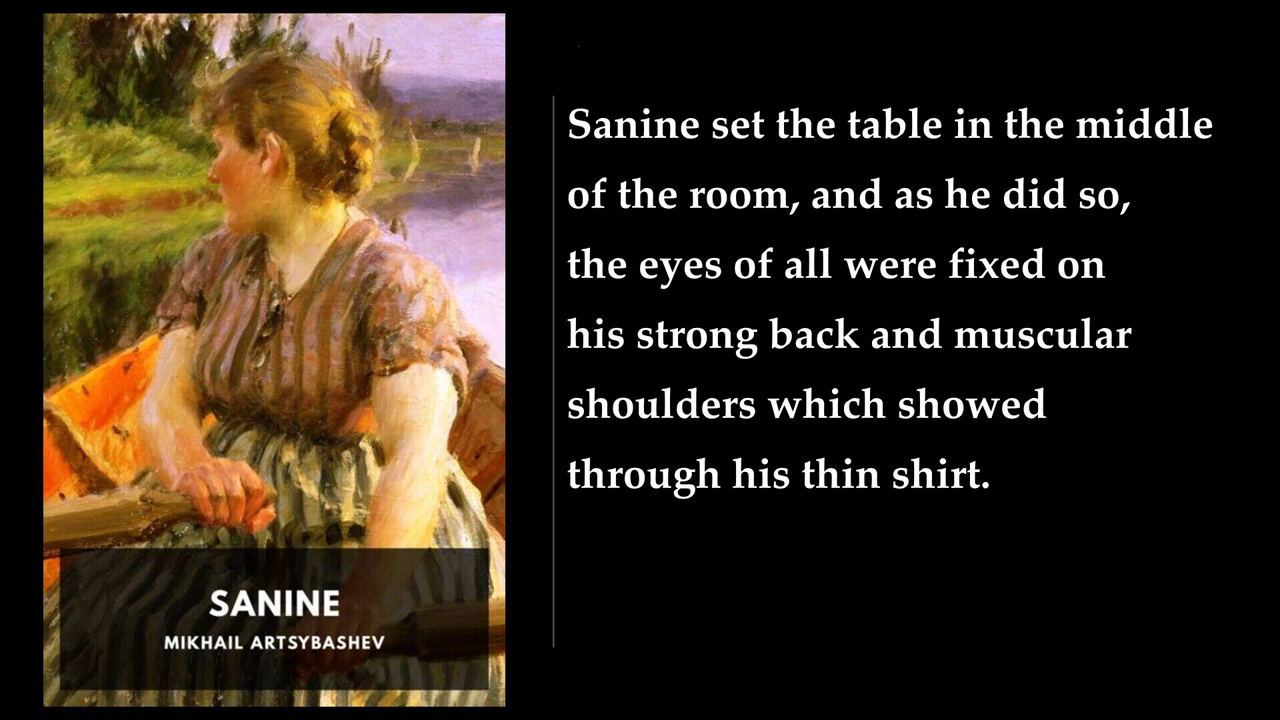 SANINE
MIKHAIL ARTSYBASHEV
Sanine set the table in the middle
of the room, and as he did so,
the eyes of all were fixed on
his strong back and muscular
shoulders which showed
through his thin shirt.